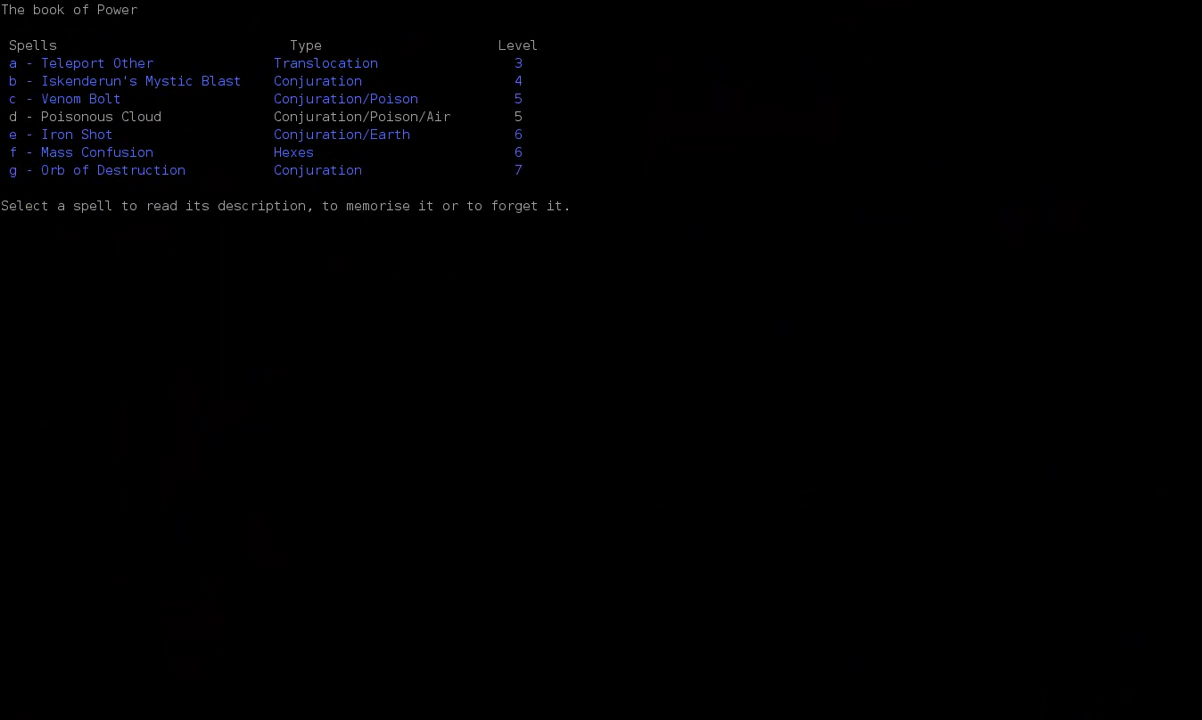 The book of Power
Spells Type Level
a - Teleport Other Translocation 3
b - Iskenderun's Mystic Blast Conjuration 4
c - Venom Bolt Conjuration/Poison 5
d - Poisonous Cloud Conjuration/Poison/Air 5
e - Iron Shot Conjuration/Earth 6
f - Mass Confusion Hexes 6
g - Orb of Destruction Conjuration 7
Select a spell to read its description, to memorise it or to forget it.